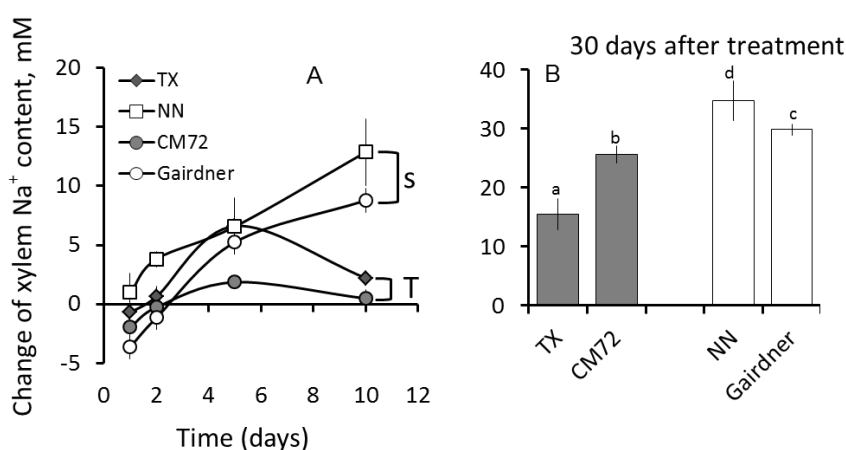 30 days after treatment
Change of xylem Na⁺ content, mM
20
15
10
5
0
-5
TX
NN
CM72
Gairdner
A
S
T
0 2 4 6 8 10 12
Time (days)
B
40
30
20
10
0
a
b
d
c
TX
CM72
NN
Gairdner